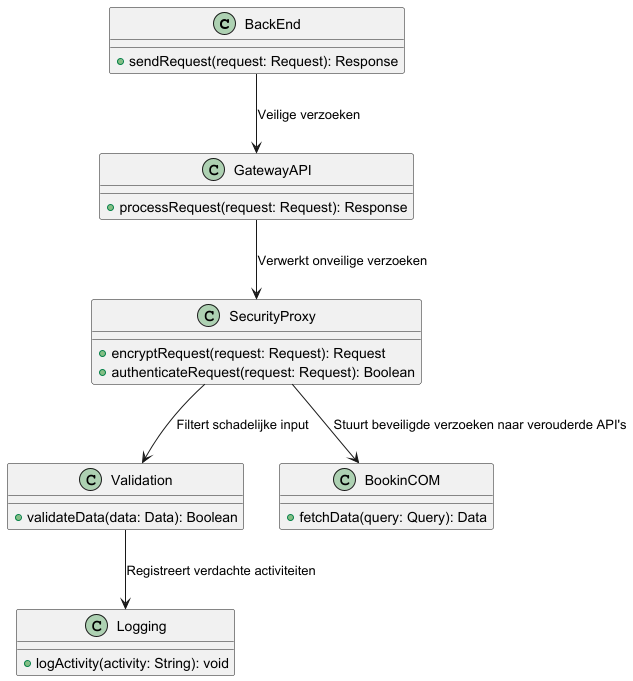 C BackEnd
sendRequest(request: Request): Response
Veilige verzoeken
C GatewayAPI
processRequest(request: Request): Response
Verwerkt onveilige verzoeken
C SecurityProxy
encryptRequest(request: Request): Request
authenticateRequest(request: Request): Boolean
Filtert schadelijke input
Stuurt beveiligde verzoeken naar verouderde API's
C Validation
validateData(data: Data): Boolean
C BookinCOM
fetchData(query: Query): Data
Registreert verdachte activiteiten
C Logging
logActivity(activity: String): void